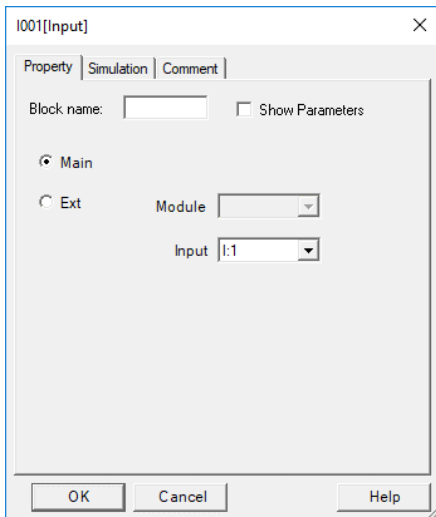 I001[Input]
Property Simulation Comment
Block name: Show Parameters
Main
Ext Module
Input I:1
OK Cancel Help